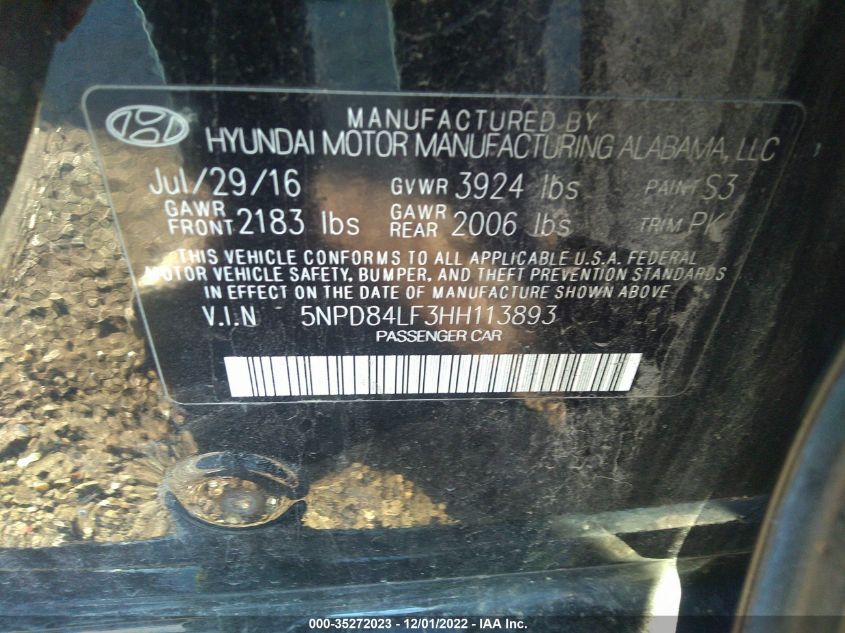 MANUFACTURED BY
HYUNDAI MOTOR MANUFACTURING ALABAMA, LLC
Jul/29/16 GVWR 3924 lbs PAINT S3
GAWR FRONT 2183 lbs GAWR REAR 2006 lbs TRIM PK
THIS VEHICLE CONFORMS TO ALL APPLICABLE U.S.A. FEDERAL
MOTOR VEHICLE SAFETY, BUMPER, AND THEFT PREVENTION STANDARDS
IN EFFECT ON THE DATE OF MANUFACTURE SHOWN ABOVE
V.I.N 5NPD84LF3HH113893
PASSENGER CAR
000-35272023 - 12/01/2022 - IAA Inc.